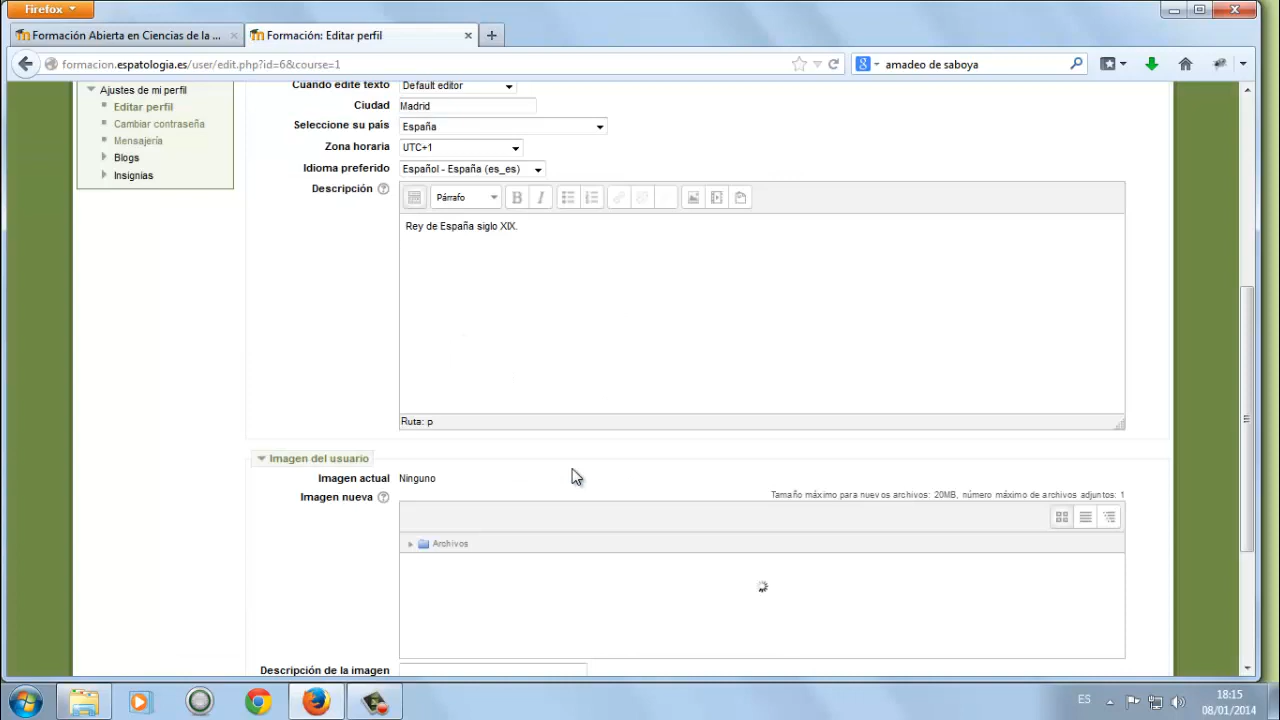 Firefox
Formación Abierta en Ciencias de la ...
Formación: Editar perfil
formacion.espatologia.es/user/edit.php?id=6&course=1
amadeo de saboya
Ajustes de mi perfil
Editar perfil
Cambiar contraseña
Mensajería
Blogs
Insignias
Cuando edite texto Default editor
Ciudad Madrid
Seleccione su país España
Zona horaria UTC+1
Idioma preferido Español - España (es_es)
Descripción
Párrafo B I
Rey de España siglo XIX.
Ruta: p
Imagen del usuario
Imagen actual Ninguno
Imagen nueva
Tamaño máximo para nuevos archivos: 20MB, número máximo de archivos adjuntos: 1
Archivos
Descripción de la imagen
ES
18:15
08/01/2014